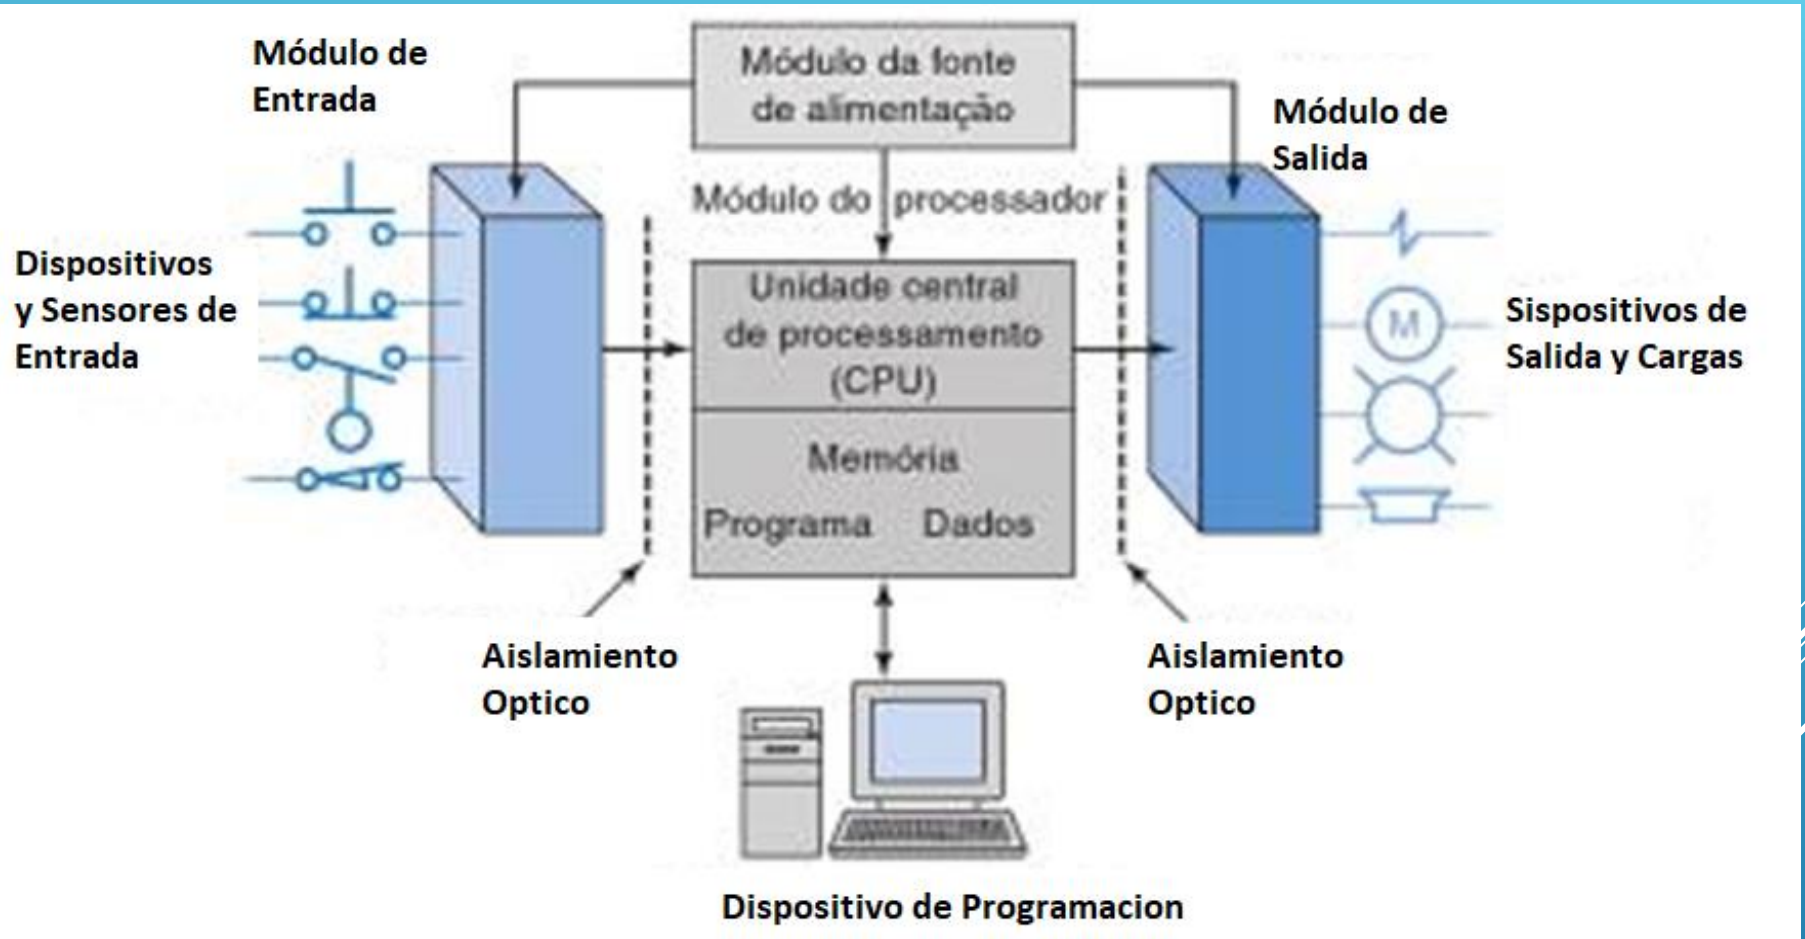 Módulo de
Entrada
Módulo da fonte
de alimentação
Módulo de
Salida
Módulo do processador
Dispositivos
y Sensores de
Entrada
Unidade central
de processamento
(CPU)
Memória
Programa Dados
M
Sispositivos de
Salida y Cargas
Aislamiento
Optico
Aislamiento
Optico
Dispositivo de Programacion